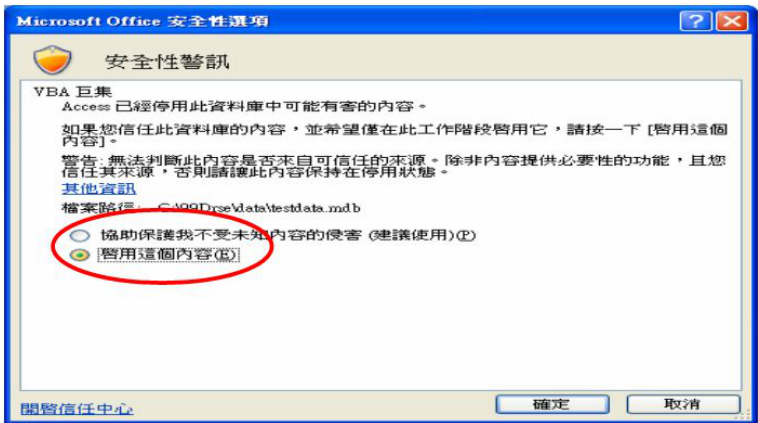 Microsoft Office 安全性選項
安全性警訊
VBA 巨集
Access 已經停用此資料庫中可能有害的內容。
如果您信任此資料庫的內容，並希望僅在此工作階段啟用它，請按一下 [啟用這個
內容]。
警告: 無法判斷此內容是否來自可信任的來源。除非內容提供必要性的功能，且您
信任其來源，否則請讓此內容保持在停用狀態。
其他資訊
檔案路徑: C:\99Drse\data\testdata.mdb
協助保護我不受未知內容的侵害 (建議使用)(P)
啟用這個內容(E)
開啟信任中心
確定
取消